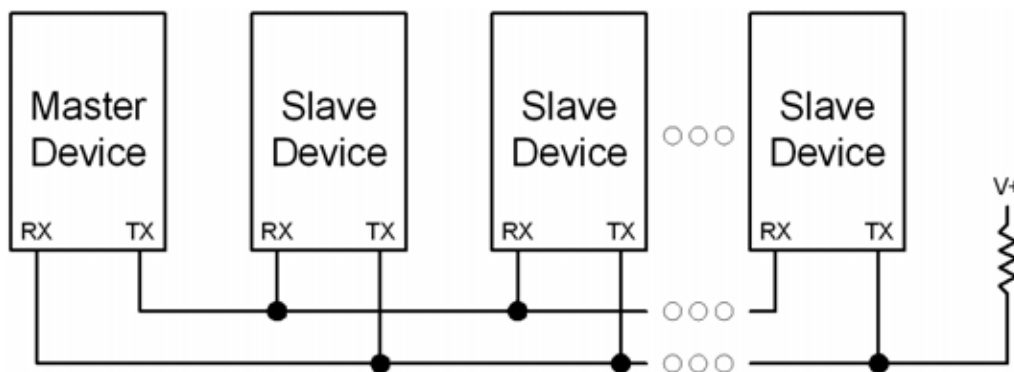 Master
Device
Slave
Device
Slave
Device
Slave
Device
V+
RX TX
RX TX
RX TX
RX TX